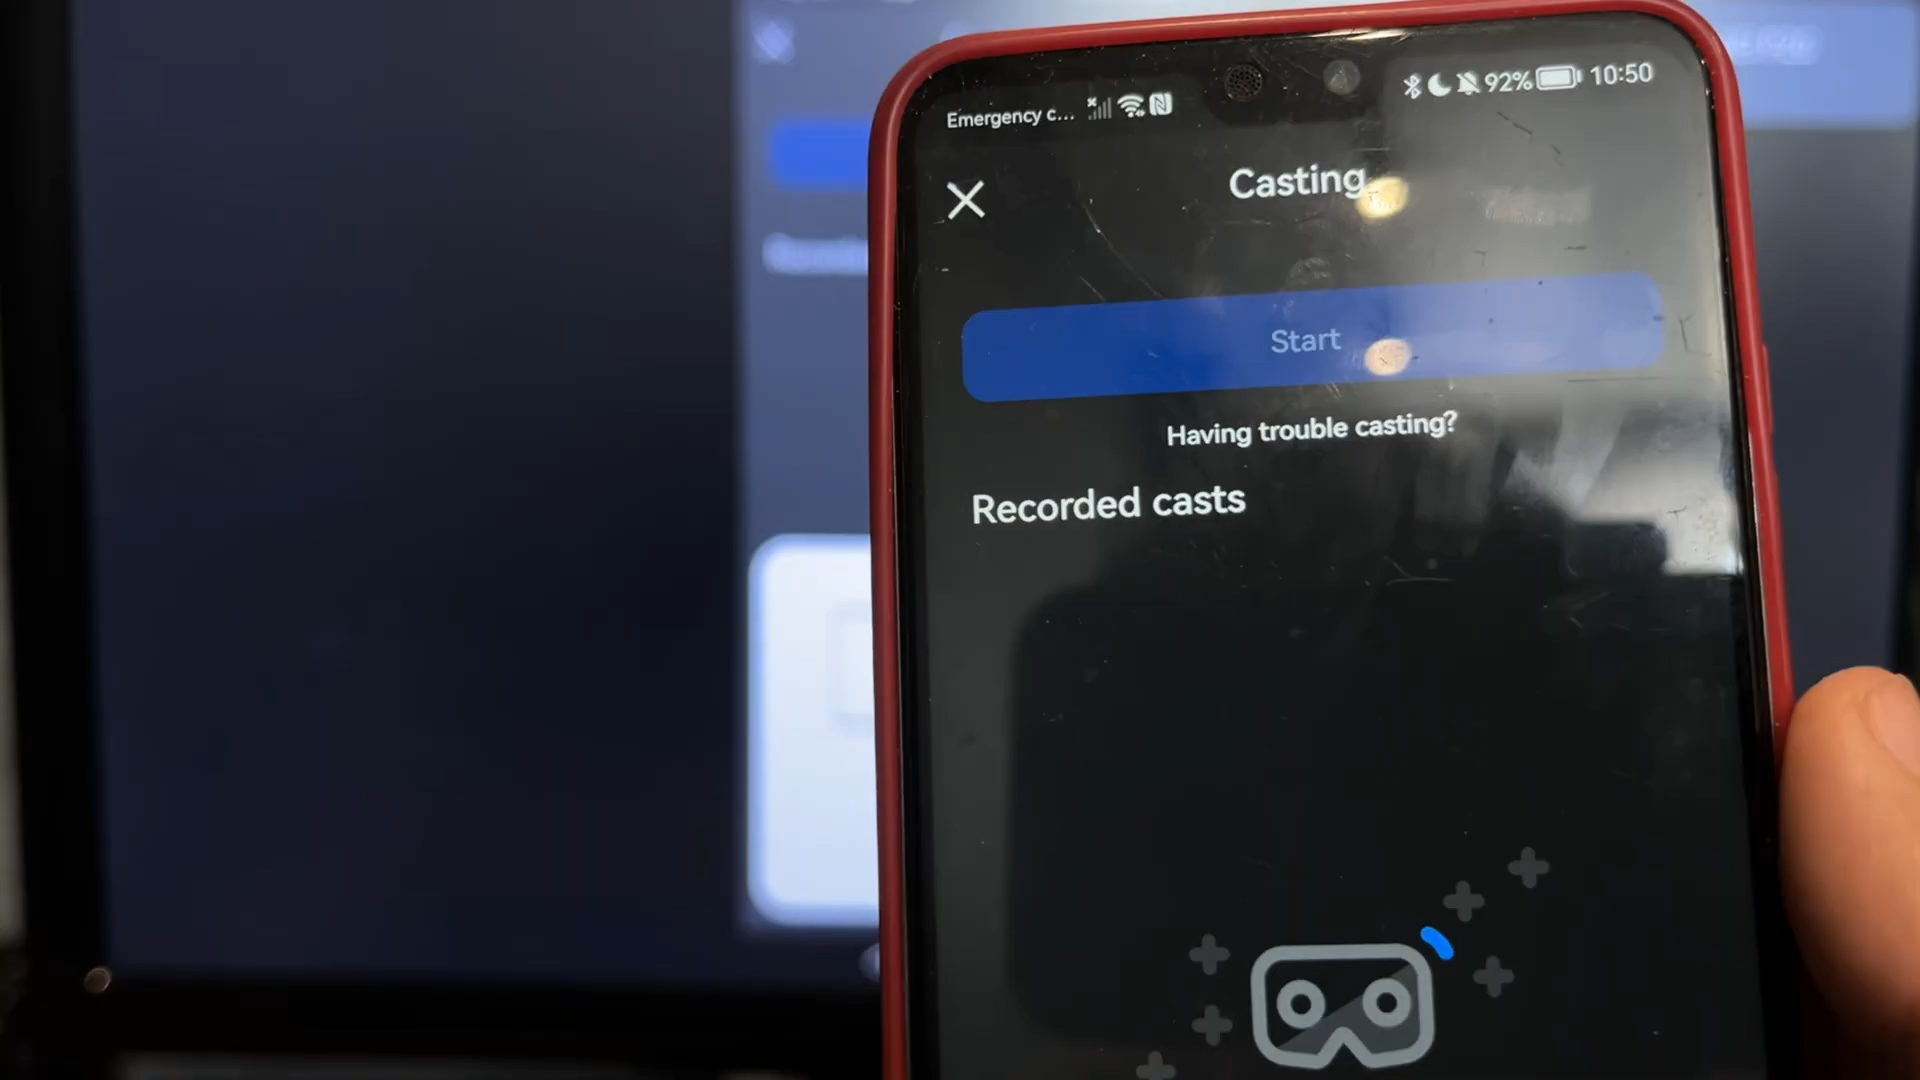 Emergency c... 92% 10:50
Casting
Start
Having trouble casting?
Recorded casts